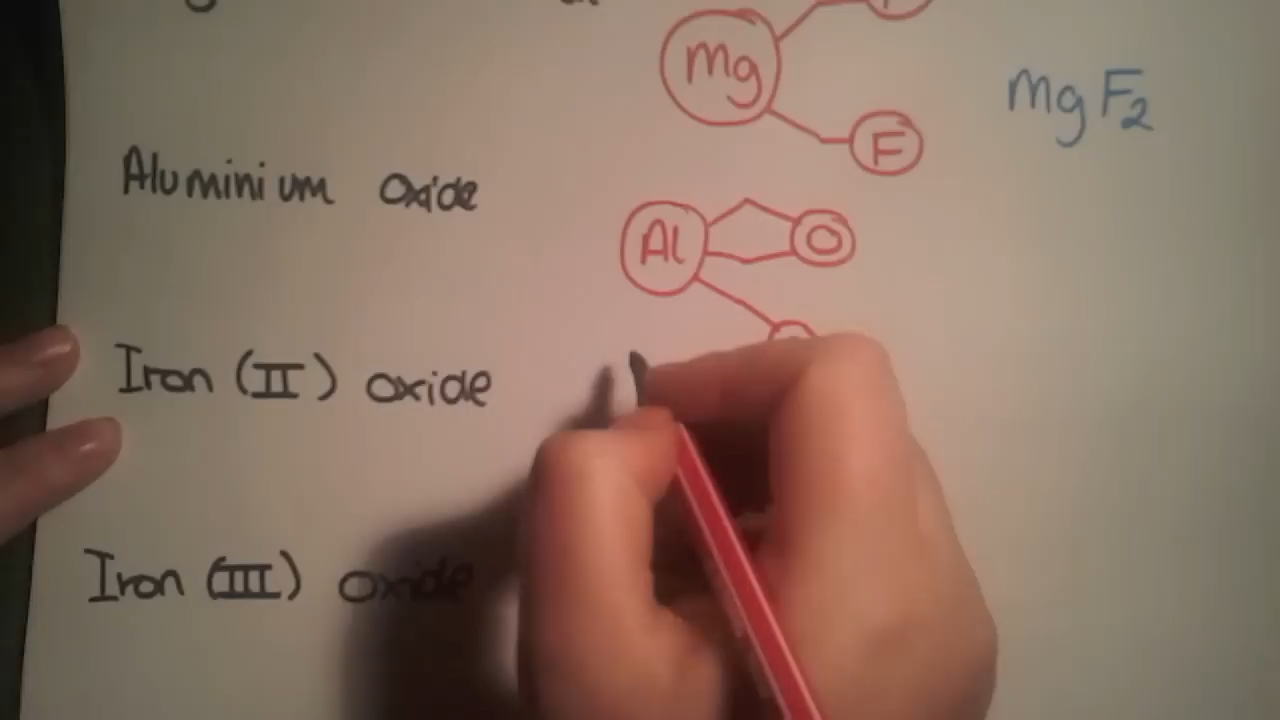 Mg
MgF2
F
Aluminium oxide
Al
O
Iron (II) oxide
Iron (III) oxide